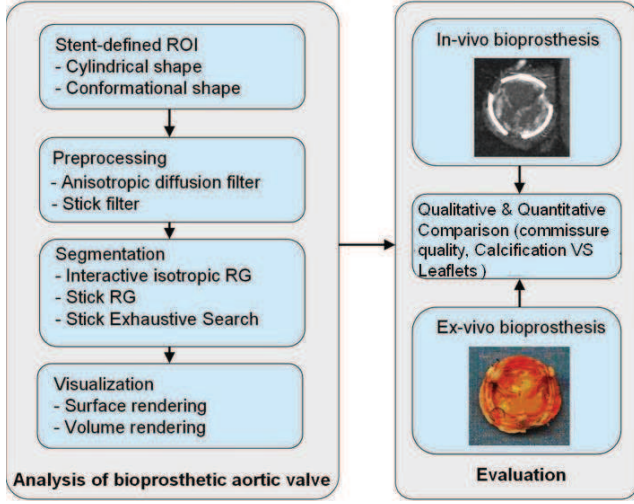 Stent-defined ROI
- Cylindrical shape
- Conformational shape
Preprocessing
- Anisotropic diffusion filter
- Stick filter
Segmentation
- Interactive isotropic RG
- Stick RG
- Stick Exhaustive Search
Visualization
- Surface rendering
- Volume rendering
Analysis of bioprosthetic aortic valve
In-vivo bioprosthesis
Qualitative & Quantitative
Comparison (commissure
quality, Calcification VS
Leaflets )
Ex-vivo bioprosthesis
Evaluation